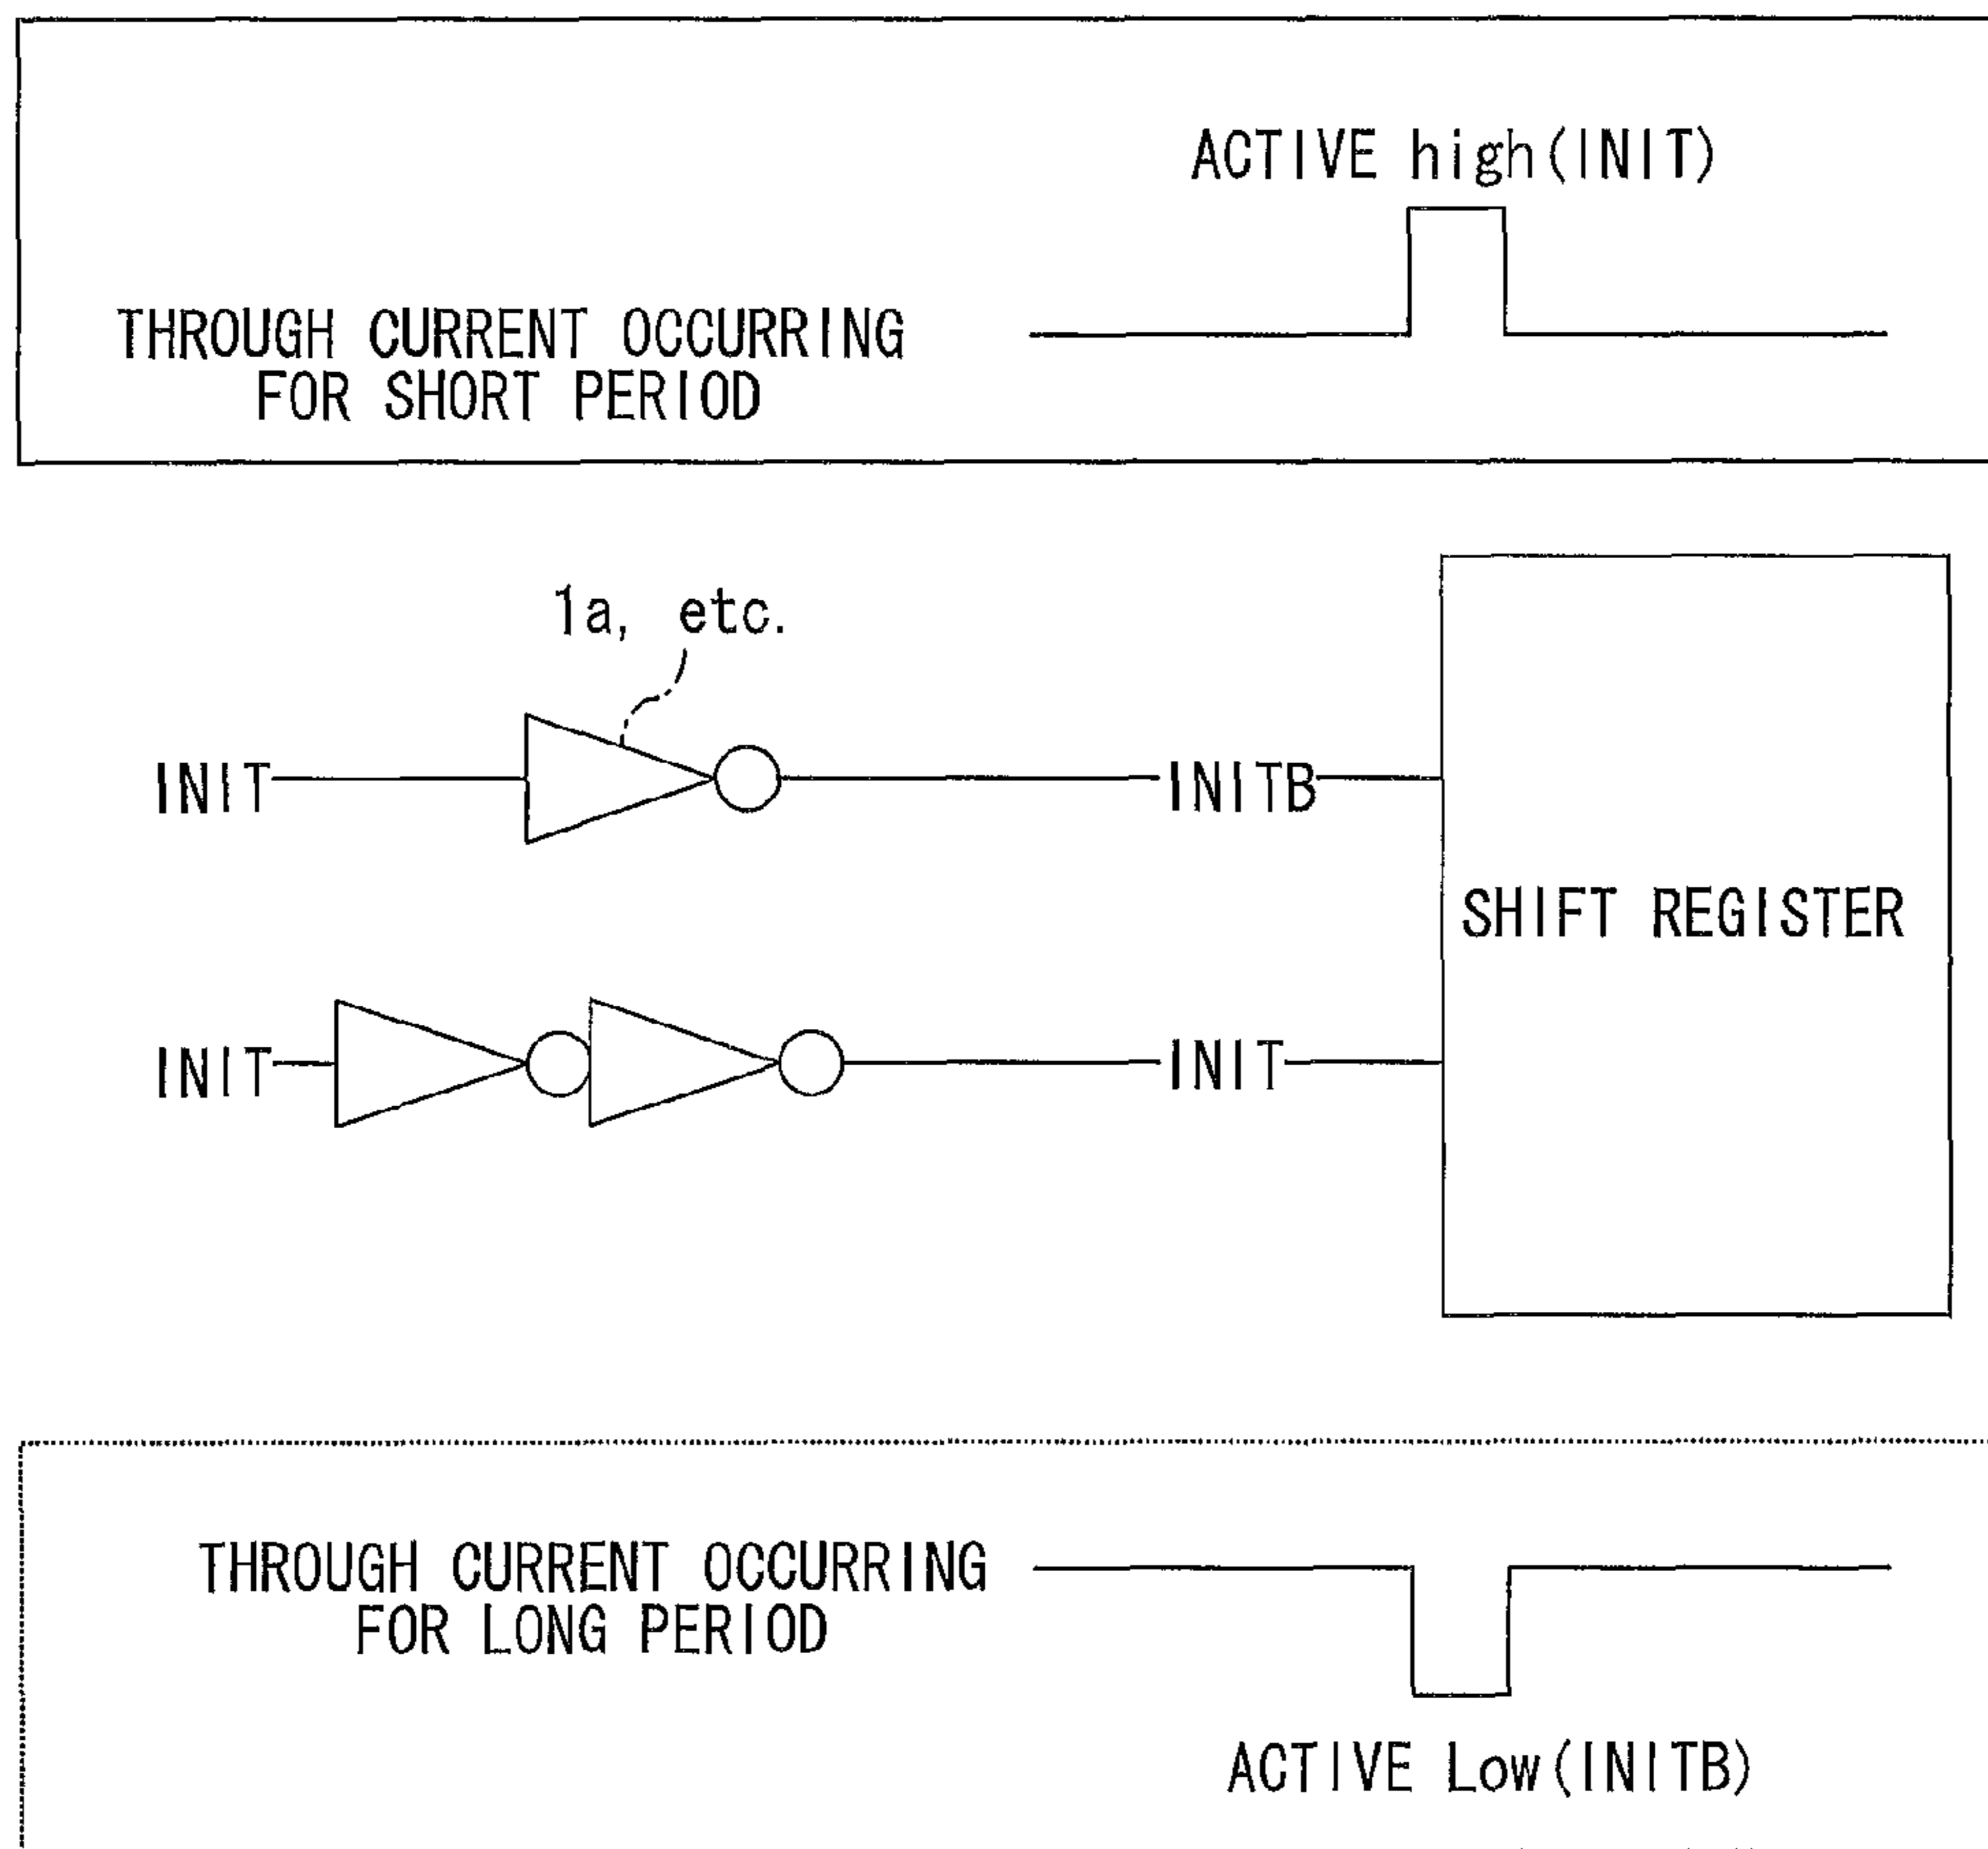 ACTIVE high(INIT)
THROUGH CURRENT OCCURRING
FOR SHORT PERIOD
1a, etc.
INIT
INITB
SHIFT REGISTER
INIT
INIT
THROUGH CURRENT OCCURRING
FOR LONG PERIOD
ACTIVE Low(INITB)